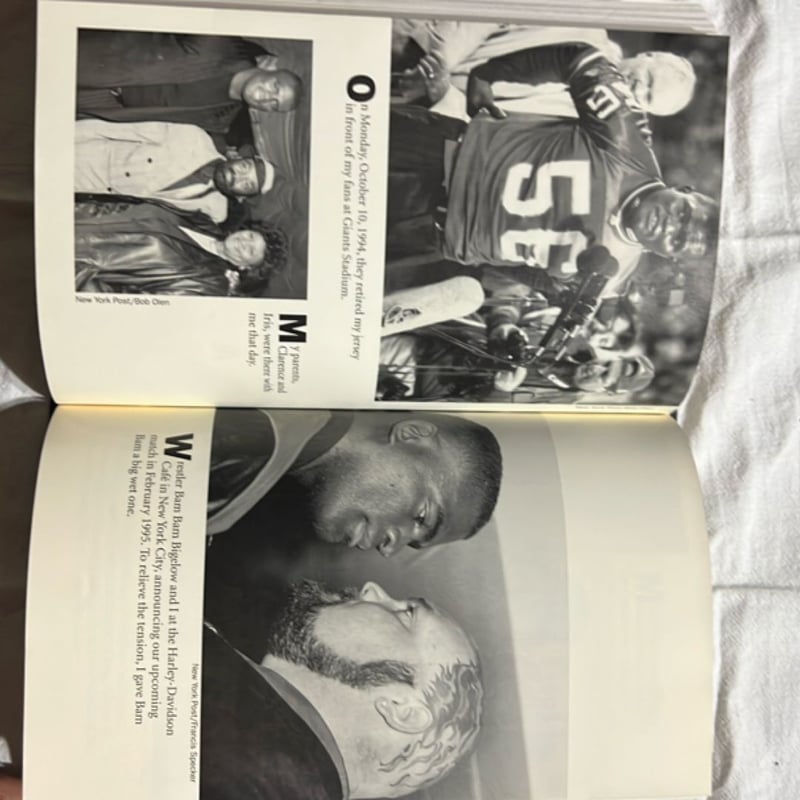 56
5
On Monday, October 10, 1994, they retired my jersey
in front of my fans at Giants Stadium.
New York Post/Bob Olen
My parents,
Clarence and
Iris, were there with
me that day.
New York Post/Francis Specker
Wrestler Bam Bam Bigelow and I at the Harley-Davidson
Café in New York City, announcing our upcoming
match in February 1995. To relieve the tension, I gave Bam
Bam a big wet one.